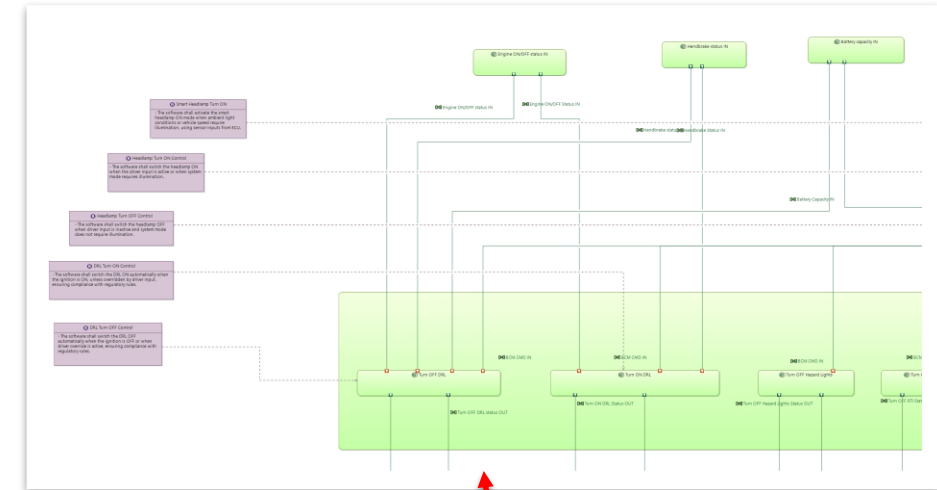 Engine ON/OFF status IN
Handbrake status IN
Battery capacity IN
Smart Headlamp Turn ON
- The software shall activate the smart
headlamp ON mode when ambient light
conditions or vehicle speed require
illumination, using sensor inputs from ECU.
Engine ON/OFF Status IN
Engine ON/OFF Status IN
Handbrake status IN
Headlamp Turn ON Control
- The software shall switch the headlamp ON
when the driver input is active or when system
mode requires illumination.
Battery Capacity IN
Headlamp Turn OFF Control
- The software shall switch the headlamp OFF
when driver input is inactive and system mode
does not require illumination.
DRL Turn ON Control
- The software shall switch the DRL ON automatically when
the ignition is ON, unless overridden by driver input,
ensuring compliance with regulatory rules.
DRL Turn OFF Control
- The software shall switch the DRL OFF
automatically when the ignition is OFF or when
driver override is active, ensuring compliance with
regulatory rules.
BCM CMD IN
BCM CMD IN
BCM CMD IN
Turn OFF DRL
Turn ON DRL
Turn OFF Hazard Lights
Turn OFF DRL status OUT
Turn ON DRL Status OUT
Turn OFF Hazard Lights Status OUT